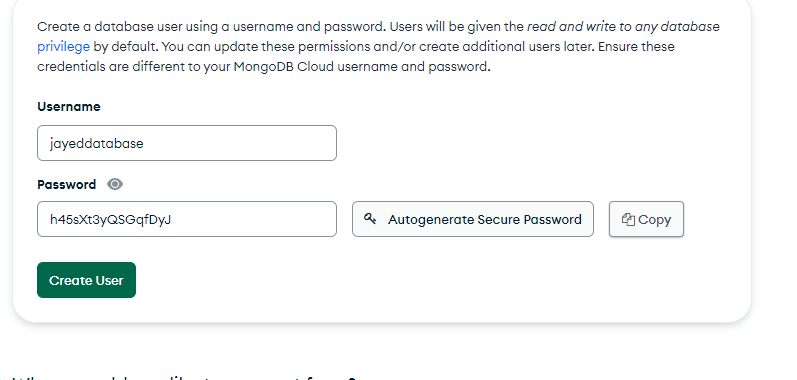 Create a database user using a username and password. Users will be given the read and write to any database
privilege by default. You can update these permissions and/or create additional users later. Ensure these
credentials are different to your MongoDB Cloud username and password.
Username
jayeddatabase
Password
h45sXt3yQSGqfDyJ
Autogenerate Secure Password
Copy
Create User